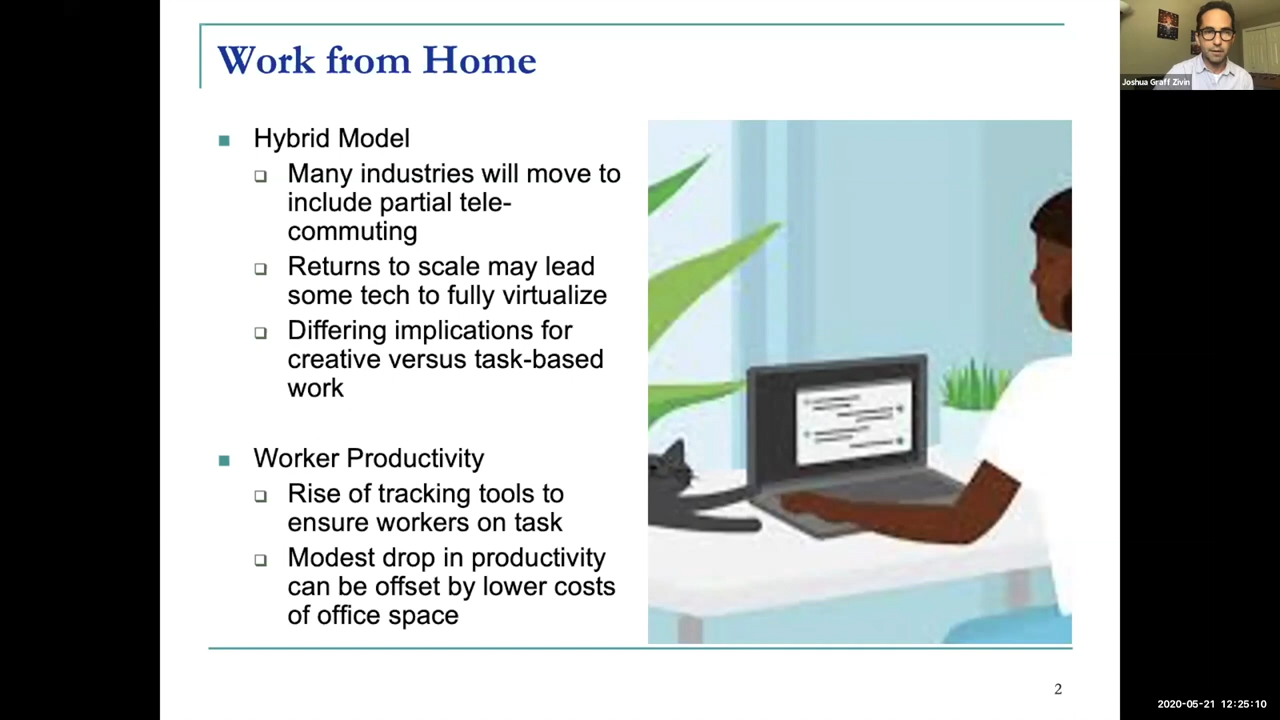 Work from Home
Hybrid Model
Many industries will move to
include partial tele-
commuting
Returns to scale may lead
some tech to fully virtualize
Differing implications for
creative versus task-based
work
Worker Productivity
Rise of tracking tools to
ensure workers on task
Modest drop in productivity
can be offset by lower costs
of office space
2
Joshua Graff Zivin
2020-05-21 12:25:10